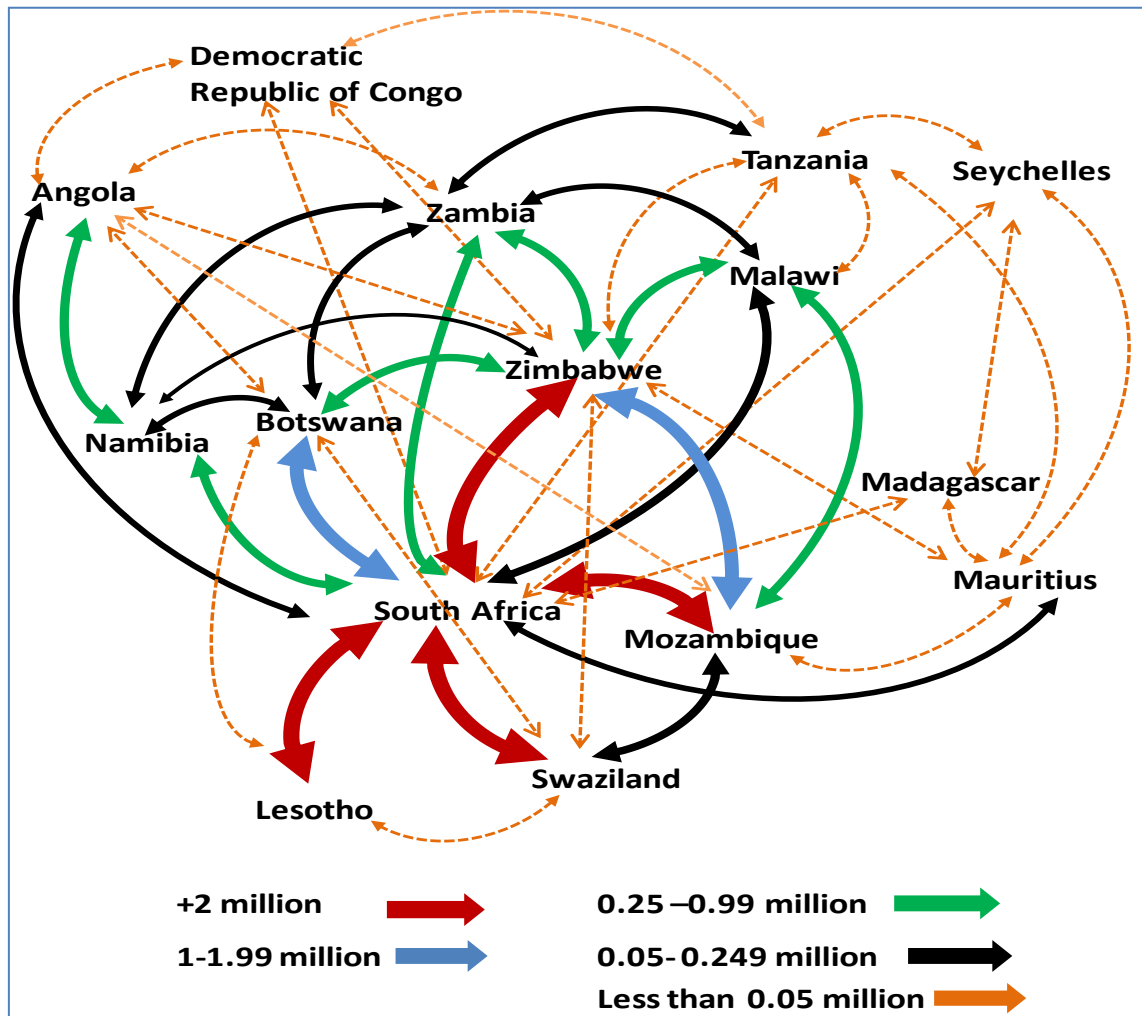 Democratic
Republic of Congo
Tanzania
Seychelles
Angola
Zambia
Malawi
Zimbabwe
Botswana
Namibia
Madagascar
Mauritius
South Africa
Mozambique
Swaziland
Lesotho
+2 million
0.25 –0.99 million
1-1.99 million
0.05- 0.249 million
Less than 0.05 million